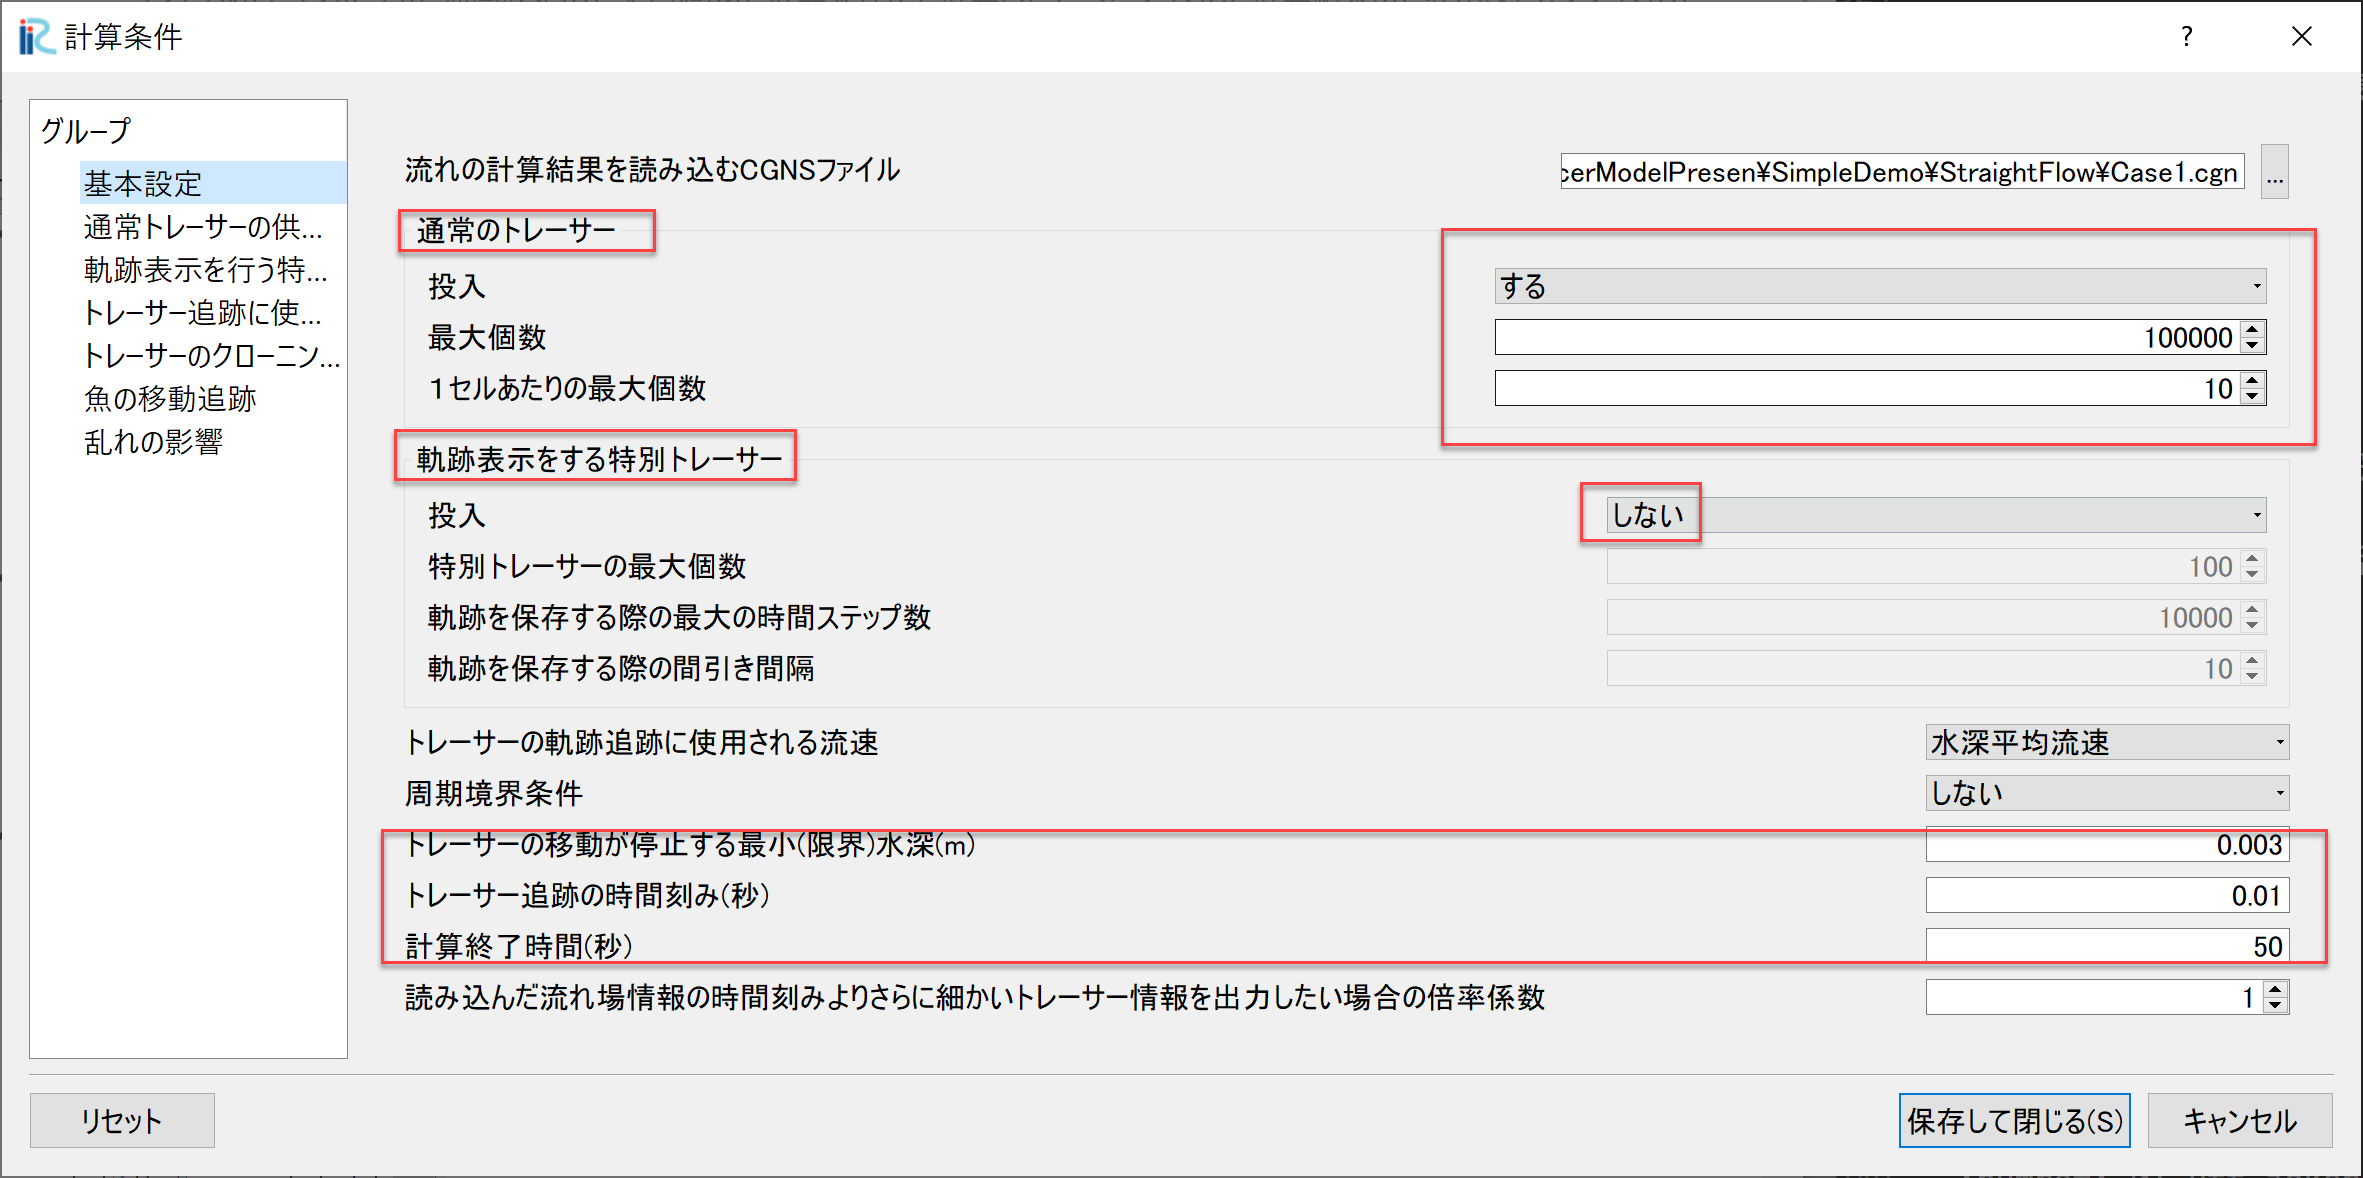 計算条件
?
グループ
基本設定
通常トレーサーの供...
軌跡表示を行う特...
トレーサー追跡に使...
トレーサーのクローニン...
魚の移動追跡
乱れの影響
流れの計算結果を読み込むCGNSファイル
cerModelPresen¥SimpleDemo¥StraightFlow¥Case1.cgn
...
通常のトレーサー
投入
する
最大個数
100000
１セルあたりの最大個数
10
軌跡表示をする特別トレーサー
投入
しない
特別トレーサーの最大個数
100
軌跡を保存する際の最大の時間ステップ数
10000
軌跡を保存する際の間引き間隔
10
トレーサーの軌跡追跡に使用される流速
水深平均流速
周期境界条件
しない
トレーサーの移動が停止する最小(限界)水深(m)
0.003
トレーサー追跡の時間刻み(秒)
0.01
計算終了時間(秒)
50
読み込んだ流れ場情報の時間刻みよりさらに細かいトレーサー情報を出力したい場合の倍率係数
1
リセット
保存して閉じる(S)
キャンセル